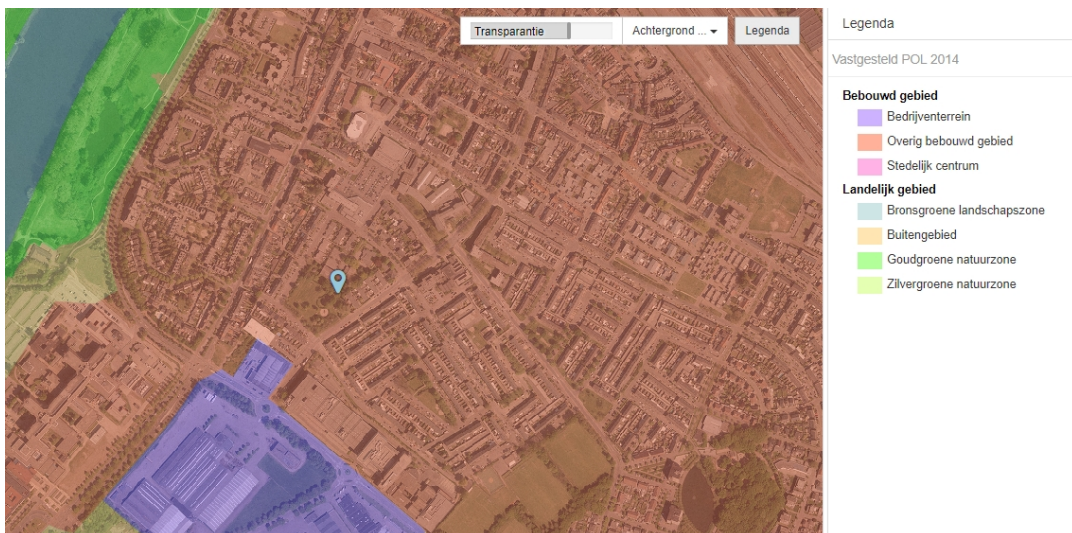 Transparantie
Achtergrond ...
Legenda
Legenda
Vastgesteld POL 2014
Bebouwd gebied
Bedrijventerrein
Overig bebouwd gebied
Stedelijk centrum
Landelijk gebied
Bronsgroene landschapszone
Buitengebied
Goudgroene natuurzone
Zilvergroene natuurzone